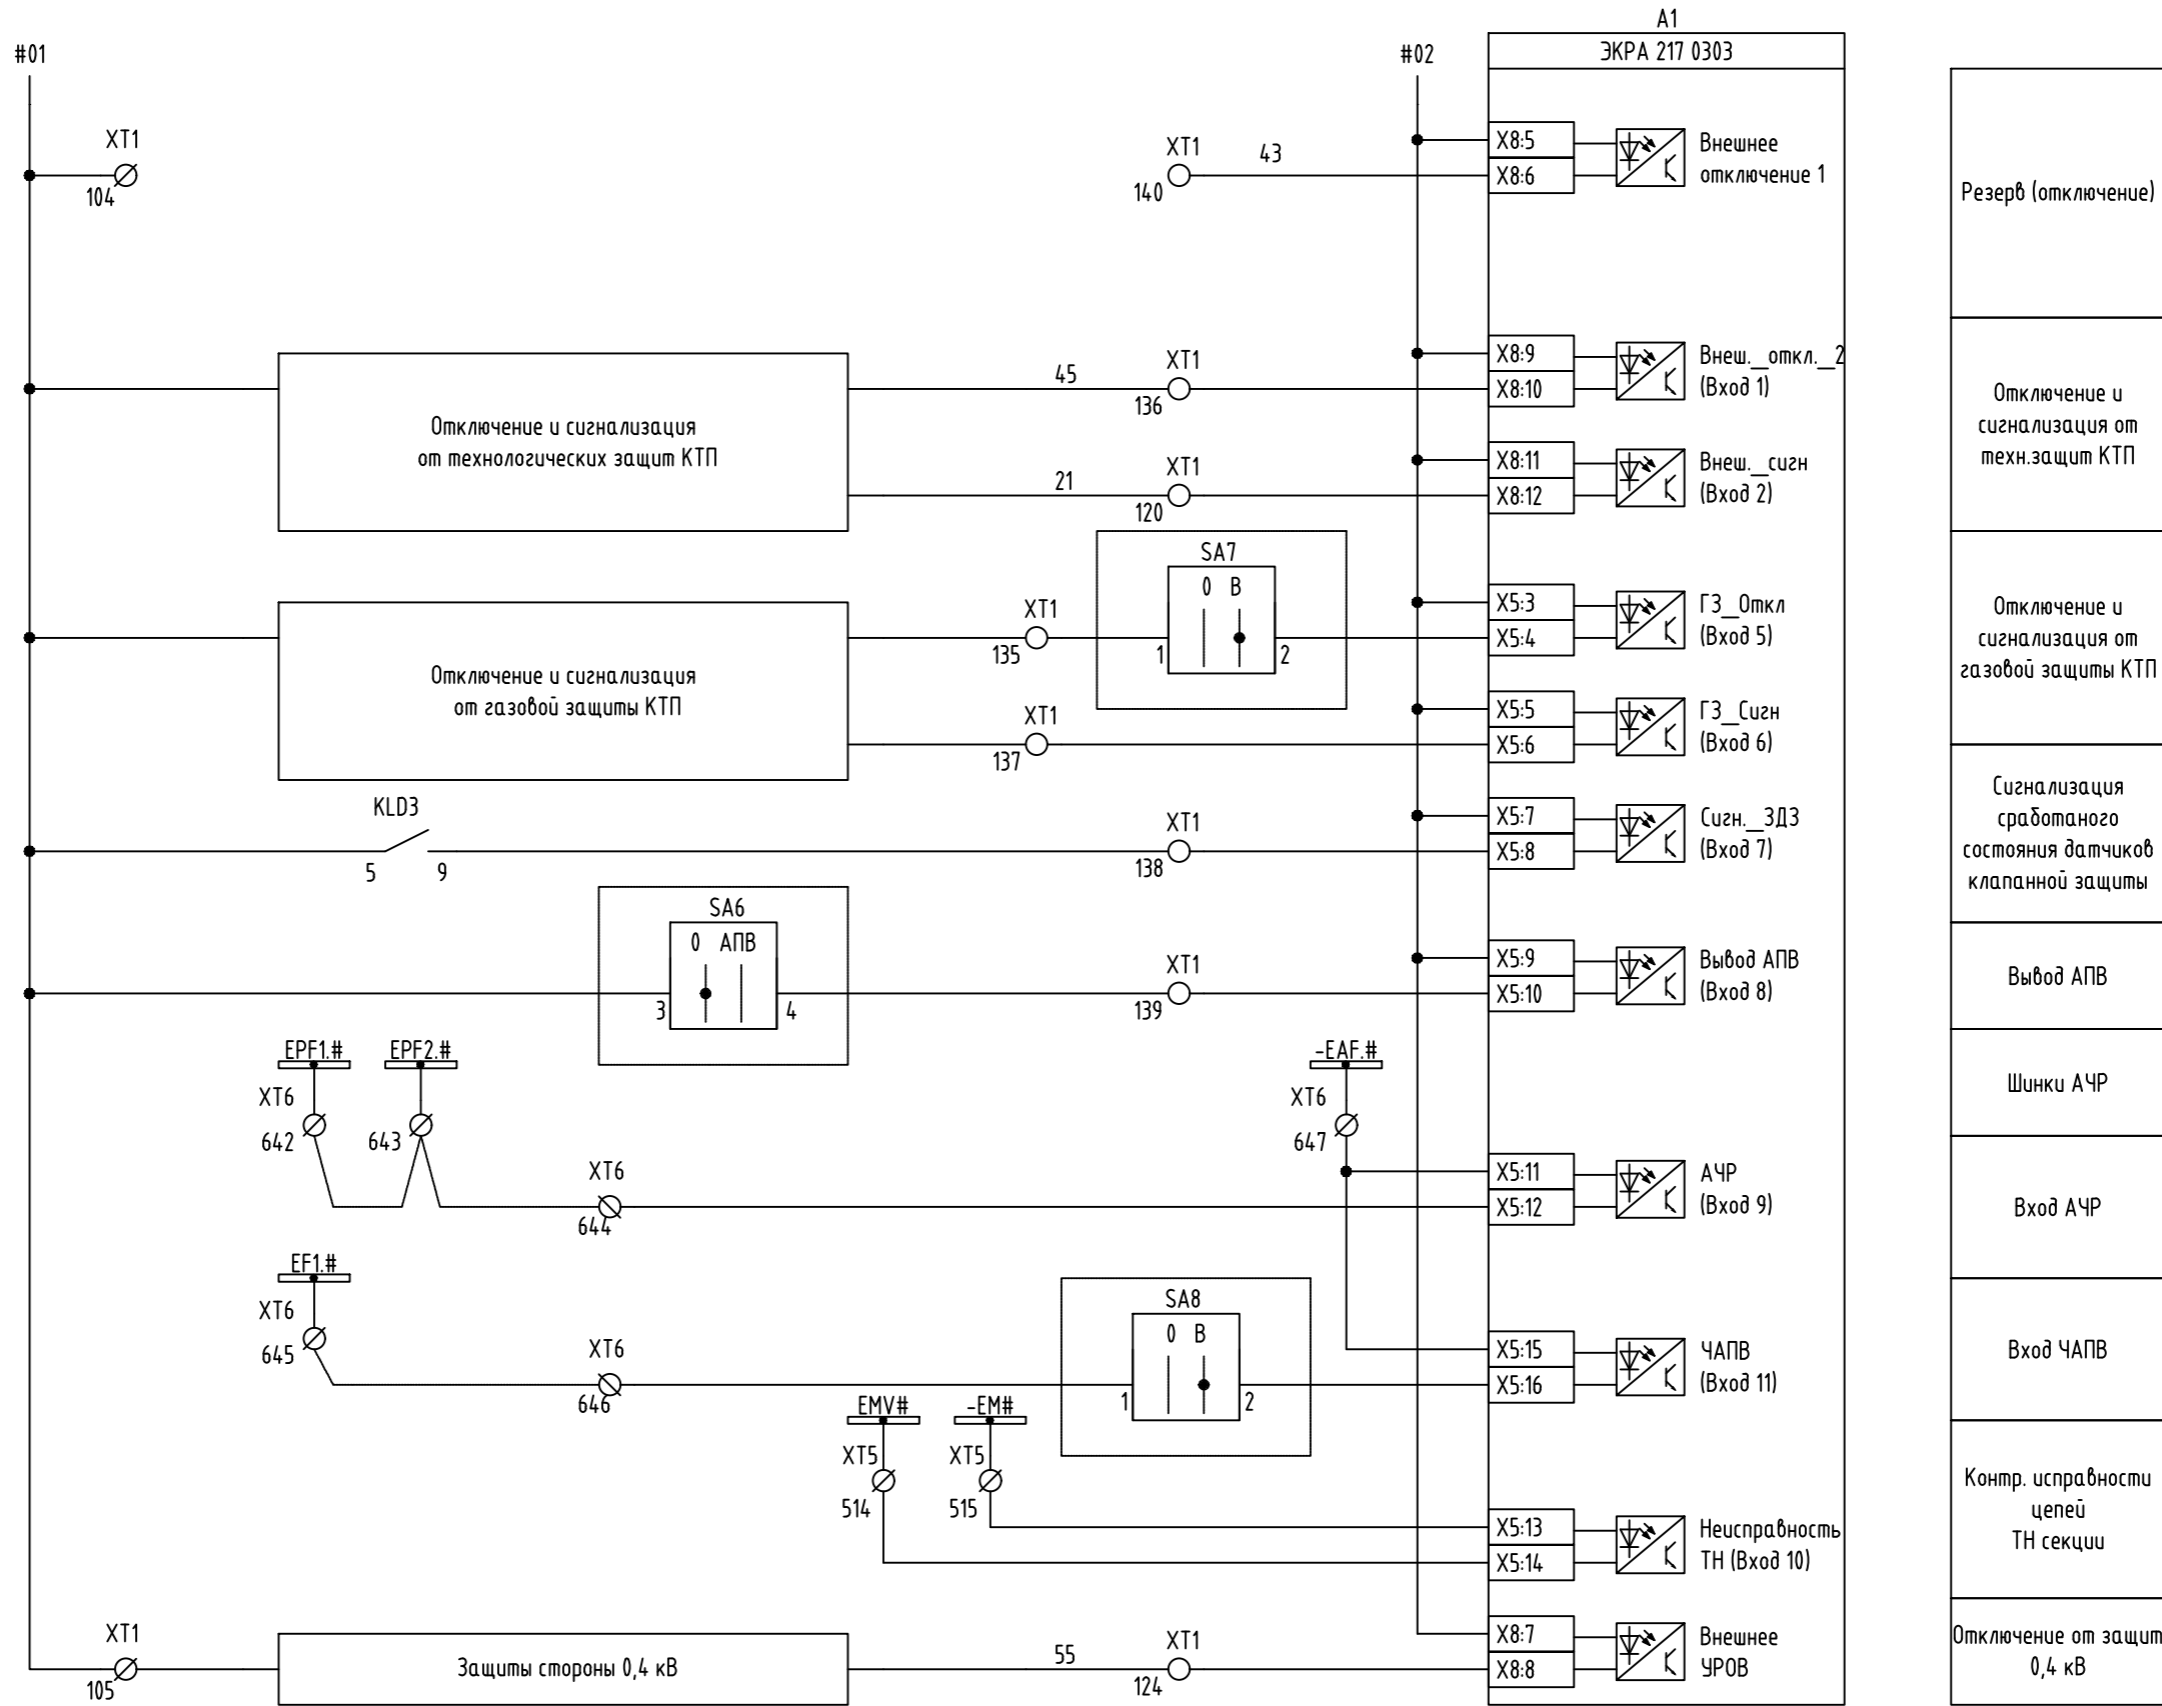 A1
#01
#02
ЭКРА 217 0303
XT1
104
XT1
140
43
X8:5
X8:6
Внешнее
отключение 1
Резерв (отключение)
Отключение и сигнализация
от технологических защит КТП
45
XT1
136
X8:9
X8:10
Внеш._откл._2
(Вход 1)
21
XT1
120
X8:11
X8:12
Внеш._сигн
(Вход 2)
Отключение и
сигнализация от
техн.защит КТП
Отключение и сигнализация
от газовой защиты КТП
XT1
135
SA7
0 В
1
2
X5:3
X5:4
ГЗ_Откл
(Вход 5)
XT1
137
X5:5
X5:6
ГЗ_Сигн
(Вход 6)
Отключение и
сигнализация от
газовой защиты КТП
KLD3
5
9
XT1
138
X5:7
X5:8
Сигн._ЗДЗ
(Вход 7)
Сигнализация
сработаного
состояния датчиков
клапанной защиты
SA6
0 АПВ
3
4
XT1
139
X5:9
X5:10
Вывод АПВ
(Вход 8)
Вывод АПВ
EPF1.#
EPF2.#
-EAF.#
XT6
642
643
XT6
647
Шинки АЧР
XT6
644
X5:11
X5:12
АЧР
(Вход 9)
Вход АЧР
EF1.#
XT6
645
XT6
646
SA8
0 В
1
2
X5:15
X5:16
ЧАПВ
(Вход 11)
Вход ЧАПВ
EMV#
-EM#
XT5
514
XT5
515
X5:13
X5:14
Неисправность
ТН (Вход 10)
Контр. исправности
цепей
ТН секции
XT1
105
Защиты стороны 0,4 кВ
55
XT1
124
X8:7
X8:8
Внешнее
УРОВ
Отключение от защит
0,4 кВ